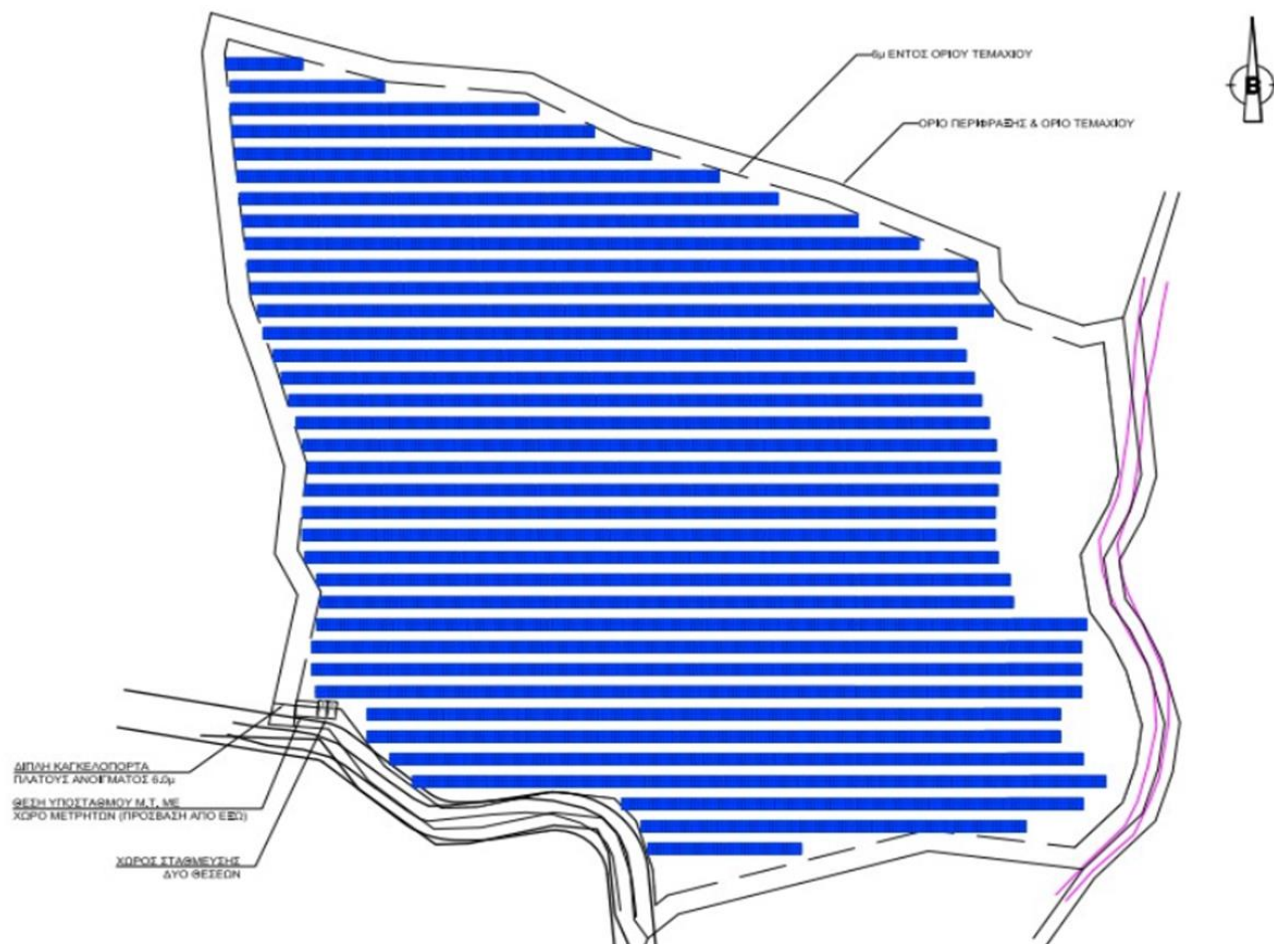 6μ ΕΝΤΟΣ ΟΡΙΟΥ ΤΕΜΑΧΙΟΥ
Β
ΟΡΙΟ ΠΕΡΙΦΡΑΞΗΣ & ΟΡΙΟ ΤΕΜΑΧΙΟΥ
ΔΙΠΛΗ ΚΑΓΚΕΛΟΠΟΡΤΑ
ΠΛΑΤΟΥΣ ΑΝΟΙΓΜΑΤΟΣ 6.0μ
ΘΕΣΗ ΥΠΟΣΤΑΘΜΟΥ Μ.Τ. ΜΕ
ΧΩΡΟ ΜΕΤΡΗΤΩΝ (ΠΡΟΣΒΑΣΗ ΑΠΟ ΕΞΩ)
ΧΩΡΟΣ ΣΤΑΘΜΕΥΣΗΣ
ΔΥΟ ΘΕΣΕΩΝ